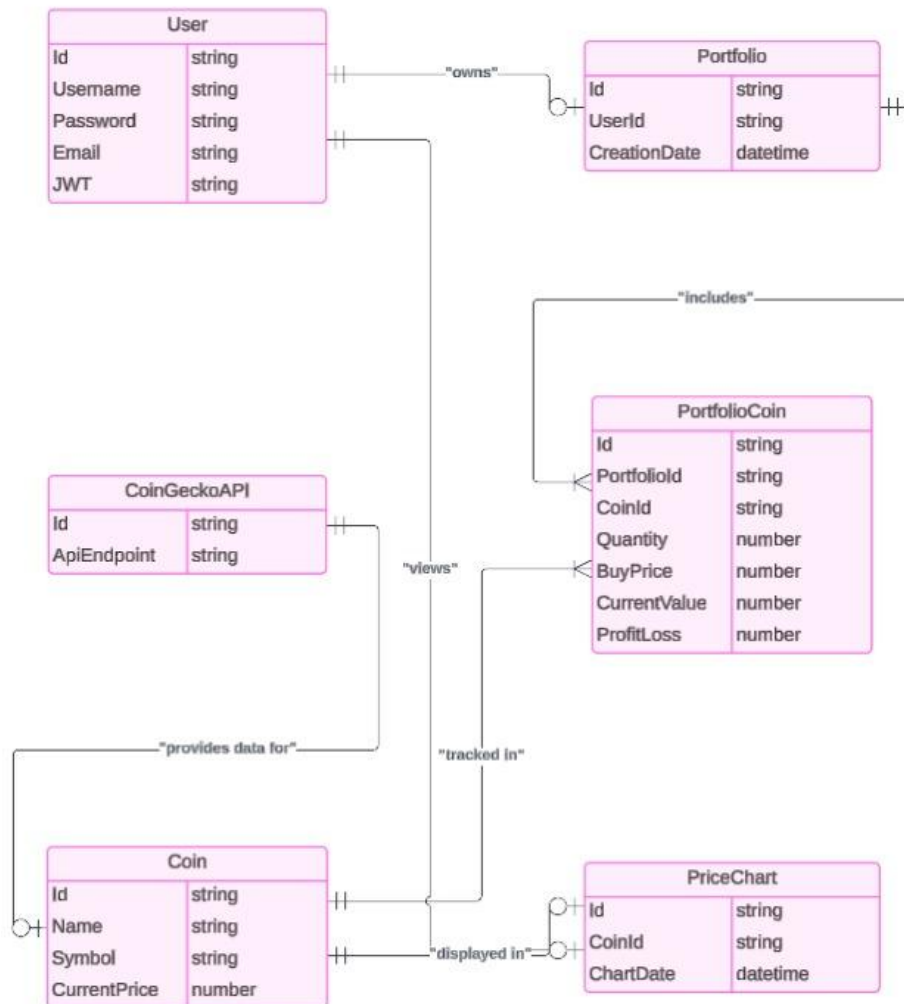 User
Id string
Username string
Password string
Email string
JWT string
"owns"
Portfolio
Id string
UserId string
CreationDate datetime
"includes"
PortfolioCoin
Id string
PortfolioId string
CoinId string
Quantity number
BuyPrice number
CurrentValue number
ProfitLoss number
CoinGeckoAPI
Id string
ApiEndpoint string
"views"
"provides data for"
"tracked in"
Coin
Id string
Name string
Symbol string
CurrentPrice number
"displayed in"
PriceChart
Id string
CoinId string
ChartDate datetime